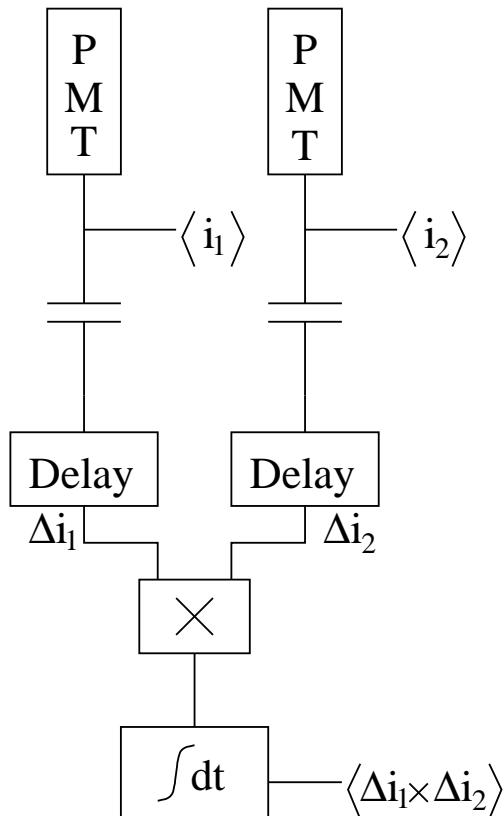 P P
M M
T T
⟨i₁⟩ ⟨i₂⟩
Delay Delay
Δi₁ Δi₂
×
∫dt
⟨Δi₁×Δi₂⟩